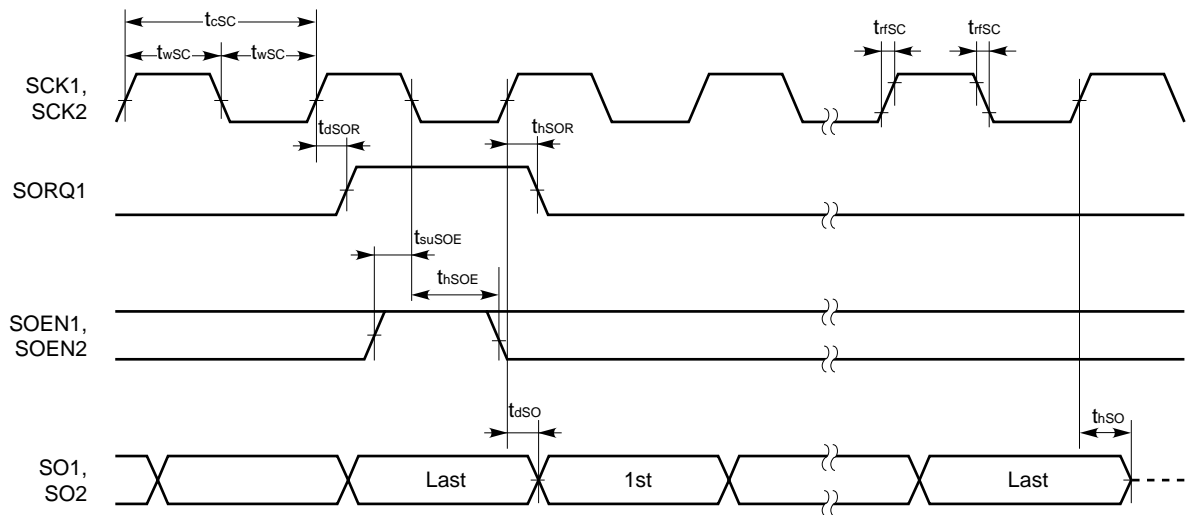 tcSC
twSC twSC
trfSC trfSC
SCK1,
SCK2
tdSOR thSOR
SORQ1
tsuSOE
thSOE
SOEN1,
SOEN2
tdSO thSO
SO1,
SO2
Last 1st Last